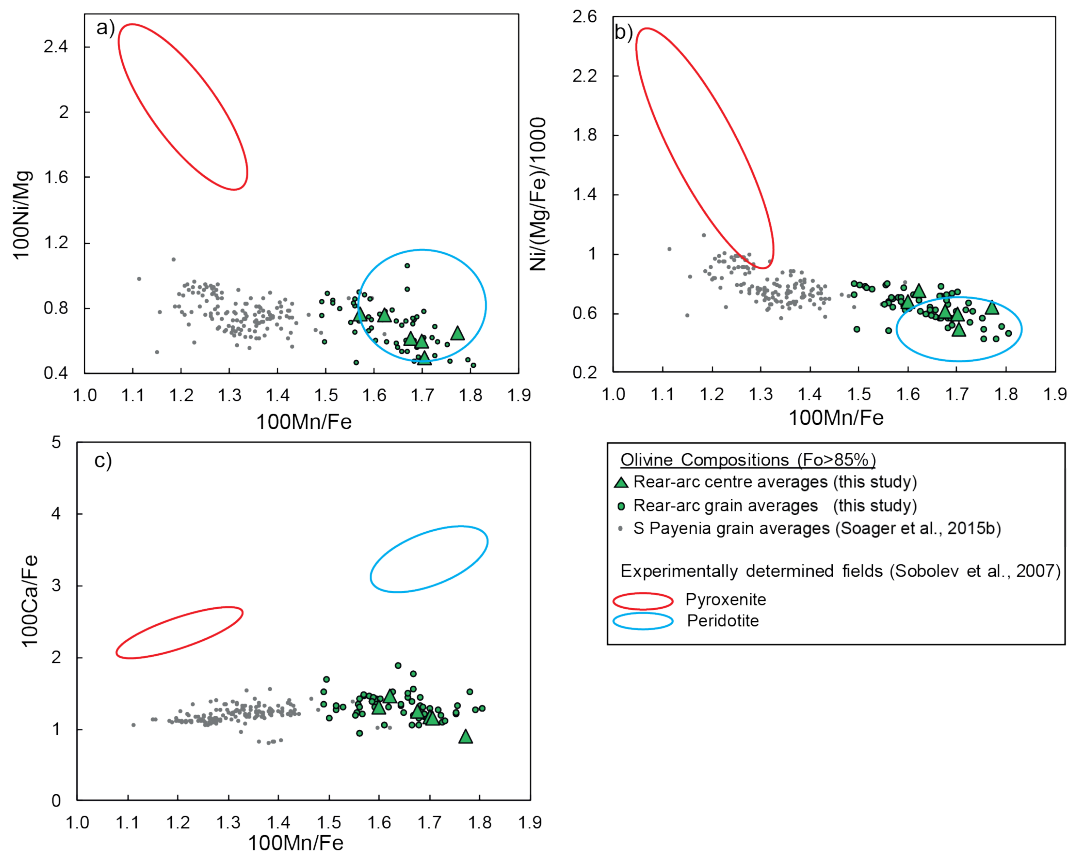 a)
2.4
2
1.6
1.2
0.8
0.4
100Ni/Mg
1.0 1.1 1.2 1.3 1.4 1.5 1.6 1.7 1.8 1.9
100Mn/Fe
b)
2.6
2.2
1.8
1.4
1
0.6
0.2
Ni/(Mg/Fe)/1000
1.0 1.1 1.2 1.3 1.4 1.5 1.6 1.7 1.8 1.9
100Mn/Fe
c)
5
4
3
2
1
0
100Ca/Fe
1.0 1.1 1.2 1.3 1.4 1.5 1.6 1.7 1.8 1.9
100Mn/Fe
Olivine Compositions (Fo>85%)
Rear-arc centre averages (this study)
Rear-arc grain averages (this study)
S Payenia grain averages (Soager et al., 2015b)
Experimentally determined fields (Sobolev et al., 2007)
Pyroxenite
Peridotite